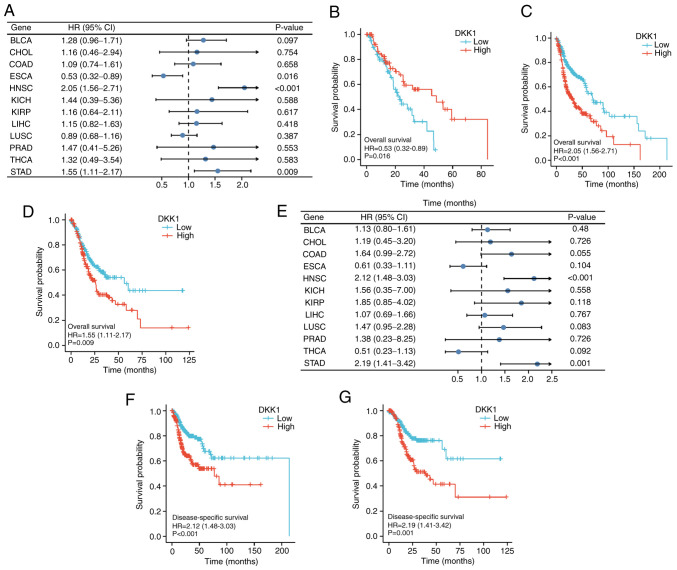 A
Gene HR (95% CI) P-value
BLCA 1.28 (0.96–1.71) 0.097
CHOL 1.16 (0.46–2.94) 0.754
COAD 1.09 (0.74–1.61) 0.658
ESCA 0.53 (0.32–0.89) 0.016
HNSC 2.05 (1.56–2.71) <0.001
KICH 1.44 (0.39–5.36) 0.588
KIRP 1.16 (0.64–2.11) 0.617
LIHC 1.15 (0.82–1.63) 0.418
LUSC 0.89 (0.68–1.16) 0.387
PRAD 1.47 (0.41–5.26) 0.553
THCA 1.32 (0.49–3.54) 0.583
STAD 1.55 (1.11–2.17) 0.009
0.5 1.0 1.5 2.0
B
DKK1
Low
High
Survival probability
1.0
0.8
0.6
0.4
0.2
0.0
Overall survival
HR=0.53 (0.32-0.89)
P=0.016
0 20 40 60 80
Time (months)
C
DKK1
Low
High
Survival probability
1.0
0.8
0.6
0.4
0.2
0.0
Overall survival
HR=2.05 (1.56-2.71)
P<0.001
0 50 100 150 200
Time (months)
D
DKK1
Low
High
Survival probability
1.0
0.8
0.6
0.4
0.2
0.0
Overall survival
HR=1.55 (1.11-2.17)
P=0.009
0 25 50 75 100 125
Time (months)
Time (months)
E
Gene HR (95% CI) P-value
BLCA 1.13 (0.80–1.61) 0.48
CHOL 1.19 (0.45–3.20) 0.726
COAD 1.64 (0.99–2.72) 0.055
ESCA 0.61 (0.33–1.11) 0.104
HNSC 2.12 (1.48–3.03) <0.001
KICH 1.56 (0.35–7.00) 0.558
KIRP 1.85 (0.85–4.02) 0.118
LIHC 1.07 (0.69–1.66) 0.767
LUSC 1.47 (0.95–2.28) 0.083
PRAD 1.38 (0.23–8.25) 0.726
THCA 0.51 (0.23–1.13) 0.092
STAD 2.19 (1.41–3.42) 0.001
0.5 1.0 1.5 2.0 2.5
F
DKK1
Low
High
Survival probability
1.0
0.8
0.6
0.4
0.2
0.0
Disease-specific survival
HR=2.12 (1.48-3.03)
P<0.001
0 50 100 150 200
Time (months)
G
DKK1
Low
High
Survival probability
1.0
0.8
0.6
0.4
0.2
0.0
Disease-specific survival
HR=2.19 (1.41-3.42)
P=0.001
0 25 50 75 100 125
Time (months)